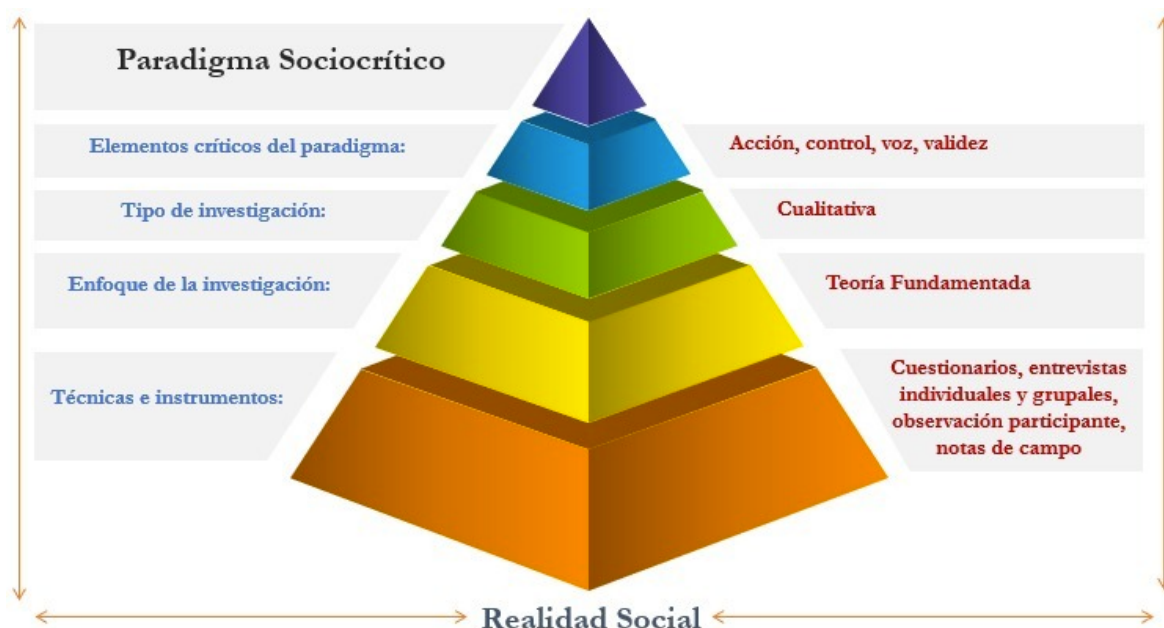 Paradigma Sociocrítico
Elementos críticos del paradigma:
Acción, control, voz, validez
Tipo de investigación:
Cualitativa
Enfoque de la investigación:
Teoría Fundamentada
Técnicas e instrumentos:
Cuestionarios, entrevistas
individuales y grupales,
observación participante,
notas de campo
Realidad Social